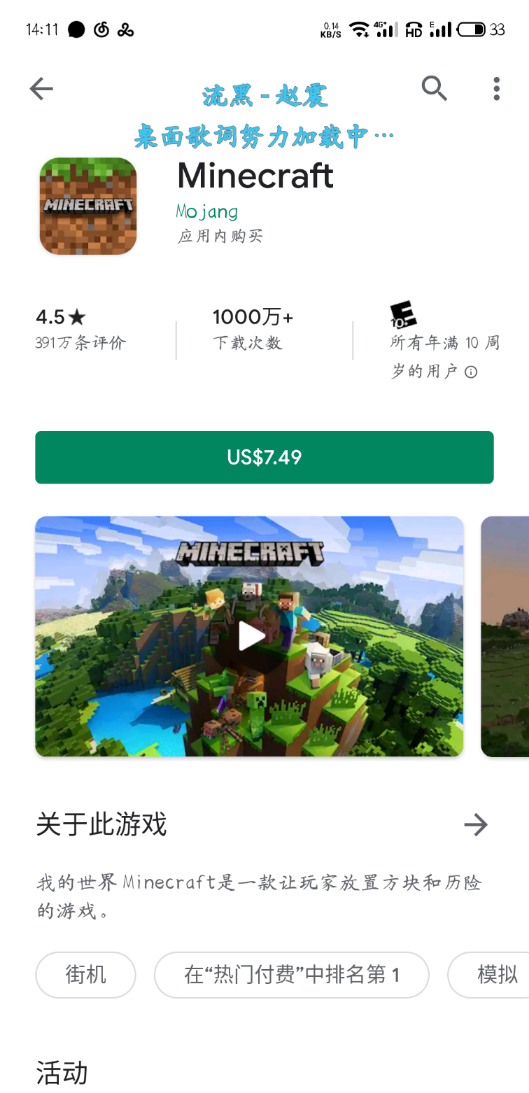 14:11
0.14 KB/S
4G
HD
E
33
流黑 - 赵震
桌面歌词努力加载中…
MINECRAFT
Minecraft
Mojang
应用内购买
4.5★
391万条评价
1000万+
下载次数
E
10+
所有年满 10 周
岁的用户
US$7.49
MINECRAFT
关于此游戏
我的世界 Minecraft是一款让玩家放置方块和历险
的游戏。
街机
在“热门付费”中排名第 1
模拟
活动